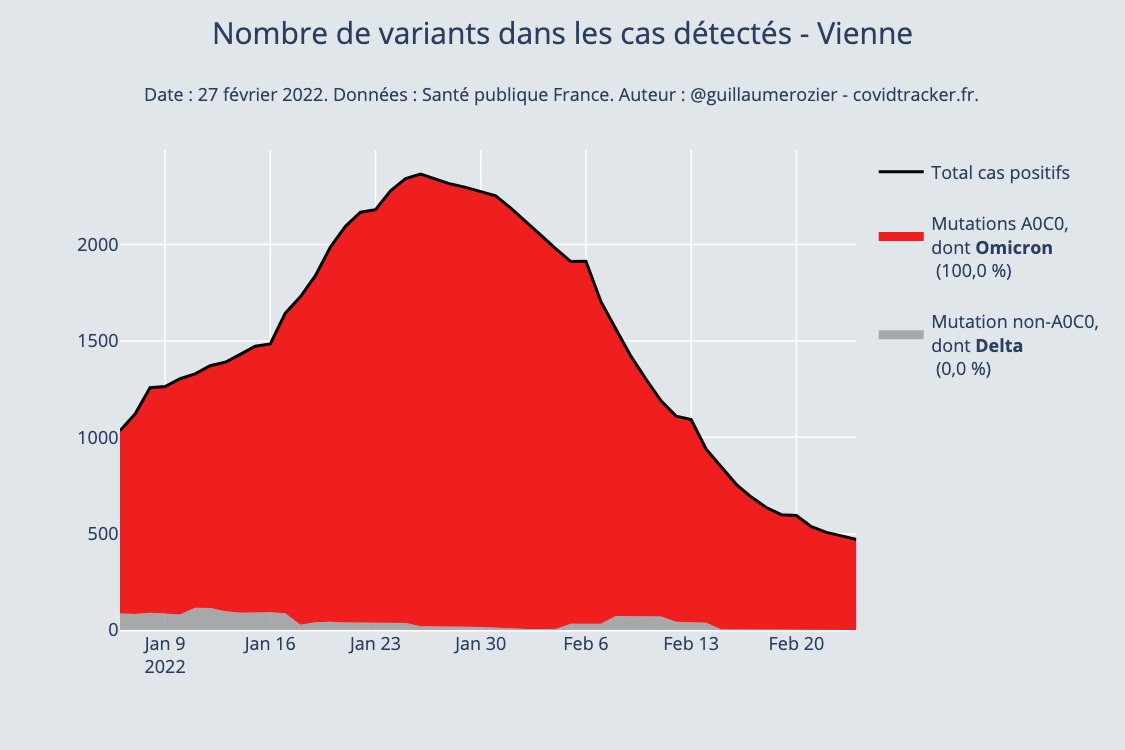 Nombre de variants dans les cas détectés - Vienne
Date : 27 février 2022. Données : Santé publique France. Auteur : @guillaumerozier - covidtracker.fr.
Total cas positifs
Mutations A0C0,
dont Omicron
(100,0 %)
Mutation non-A0C0,
dont Delta
(0,0 %)
2000
1500
1000
500
0
Jan 9 Jan 16 Jan 23 Jan 30 Feb 6 Feb 13 Feb 20
2022